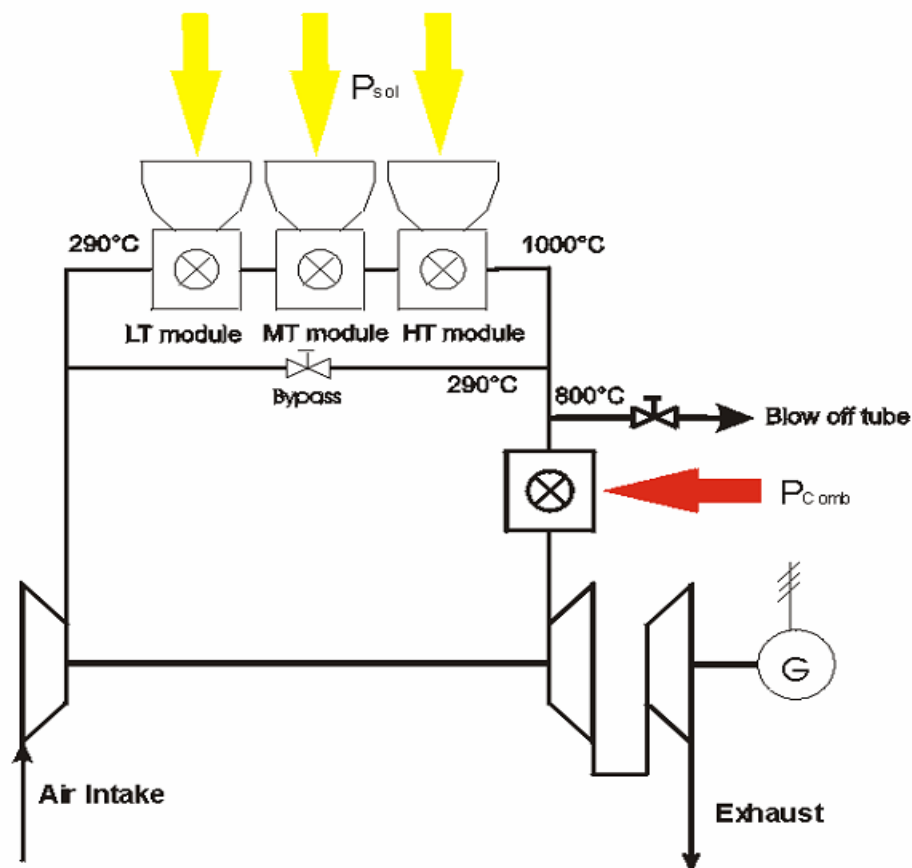 Psol
290°C
1000°C
LT module
MT module
HT module
290°C
Bypass
800°C
Blow off tube
PComb
G
Air Intake
Exhaust